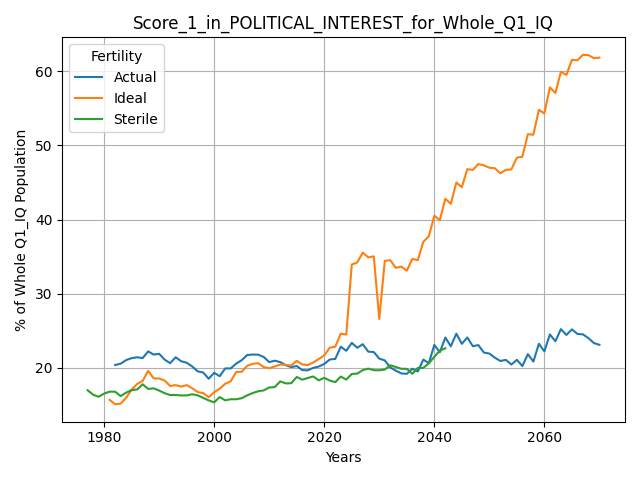 Score_1_in_POLITICAL_INTEREST_for_Whole_Q1_IQ
Fertility
Actual
Ideal
Sterile
% of Whole Q1_IQ Population
60
50
40
30
20
1980
2000
2020
2040
2060
Years